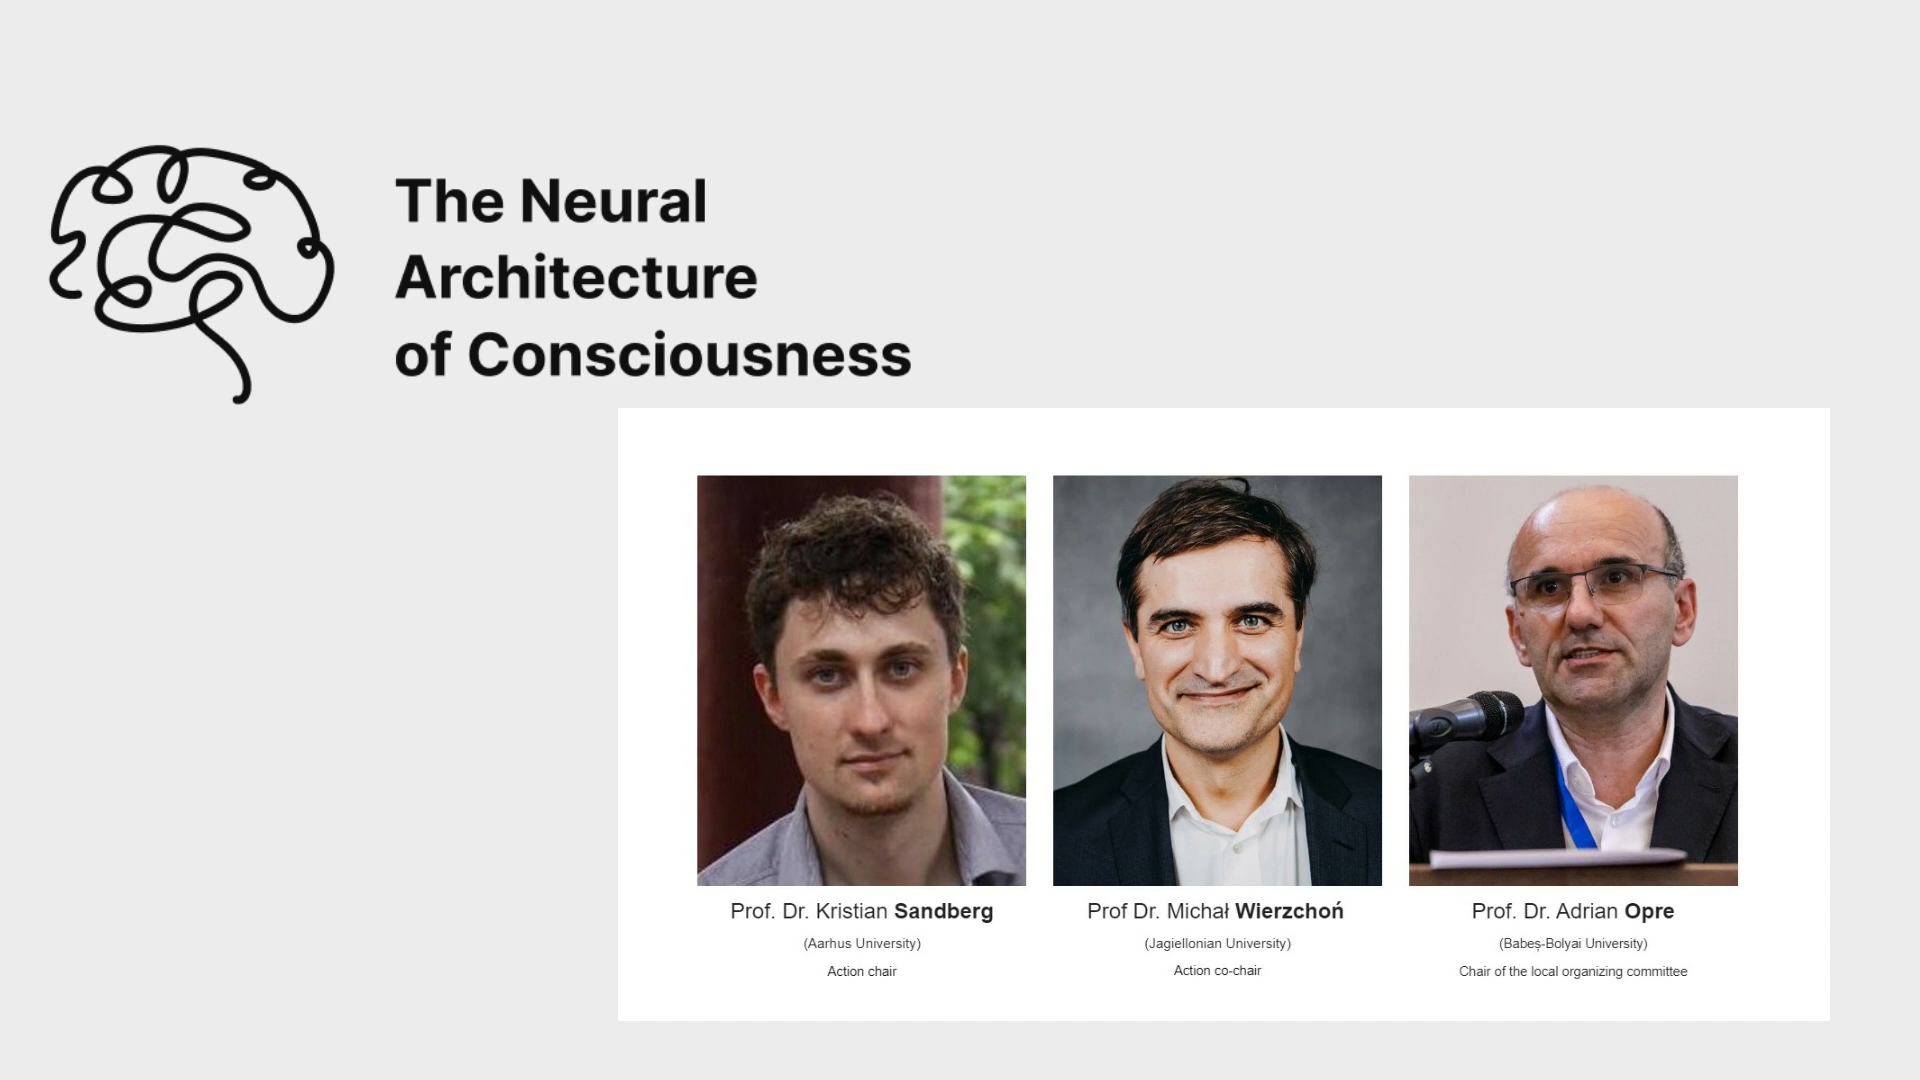 The Neural
Architecture
of Consciousness
Prof. Dr. Kristian Sandberg
(Aarhus University)
Action chair
Prof Dr. Michał Wierzchoń
(Jagiellonian University)
Action co-chair
Prof. Dr. Adrian Opre
(Babeș-Bolyai University)
Chair of the local organizing committee